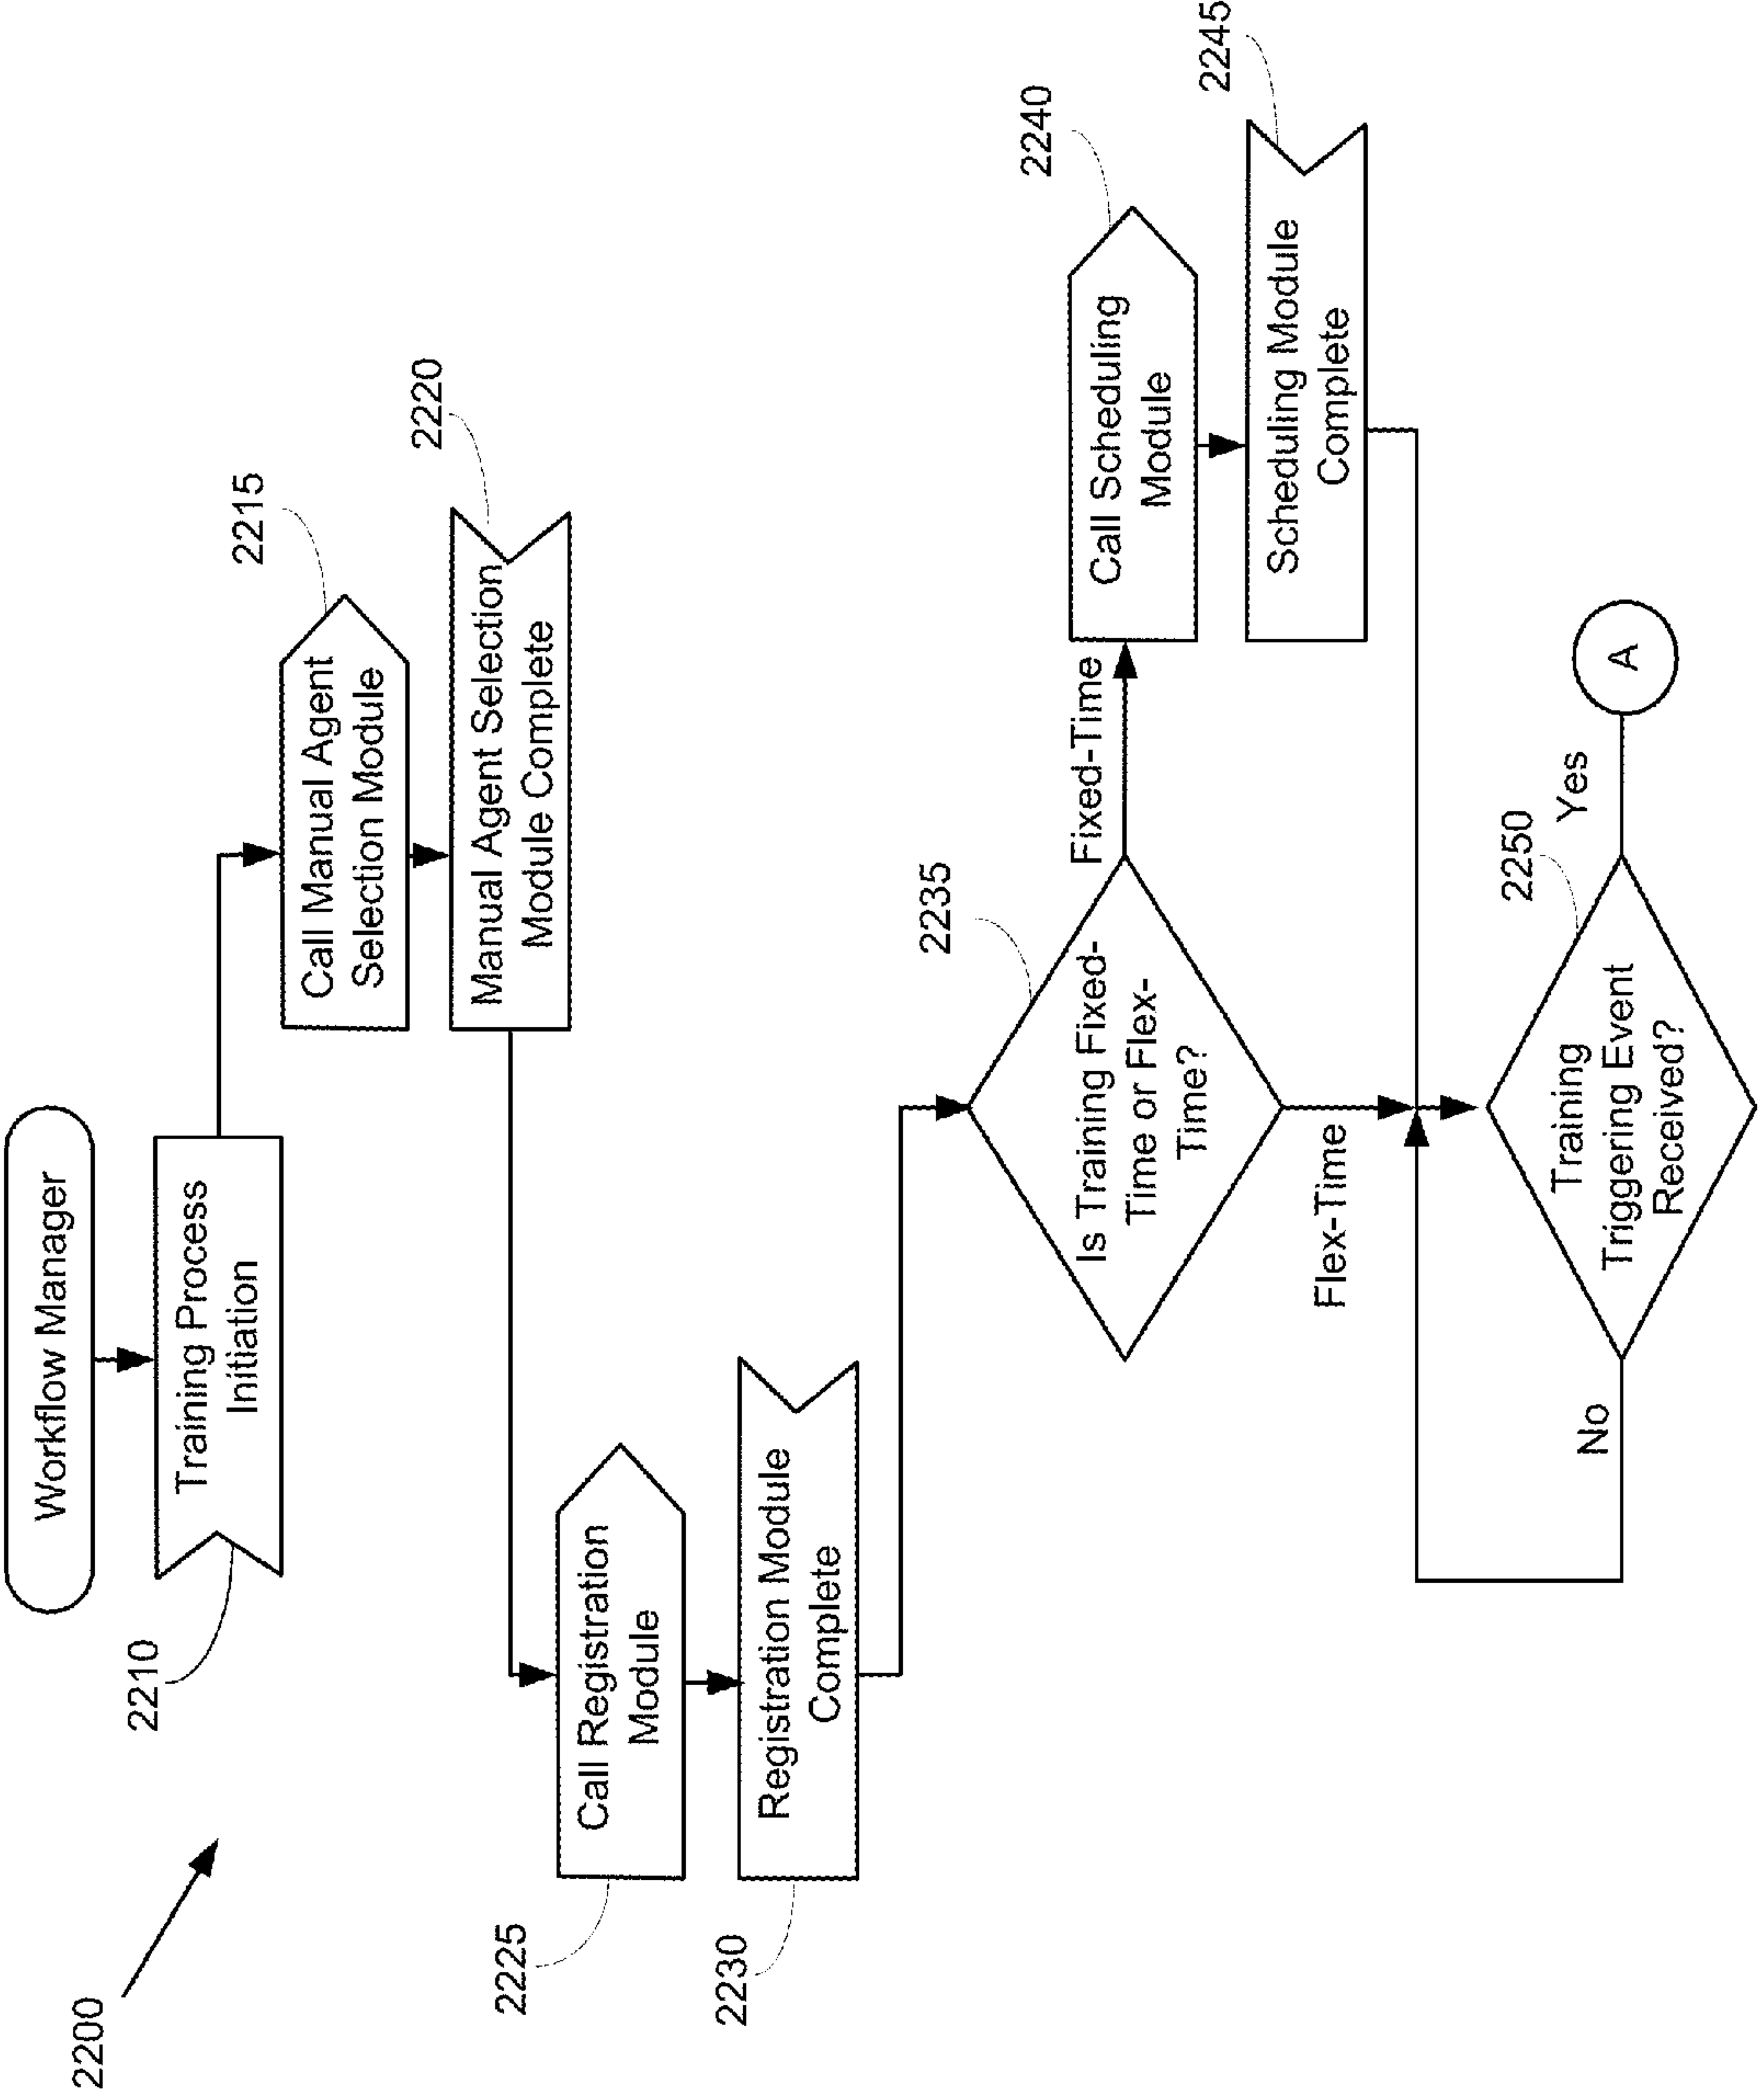 2200
Workflow Manager
2210
Training Process
Initiation
2215
Call Manual Agent
Selection Module
2220
Manual Agent Selection
Module Complete
2225
Call Registration
Module
2230
Registration Module
Complete
2235
Is Training Fixed-
Time or Flex-
Time?
Fixed-Time
2240
Call Scheduling
Module
2245
Scheduling Module
Complete
Flex-Time
2250
Training
Triggering Event
Received?
No
Yes
A